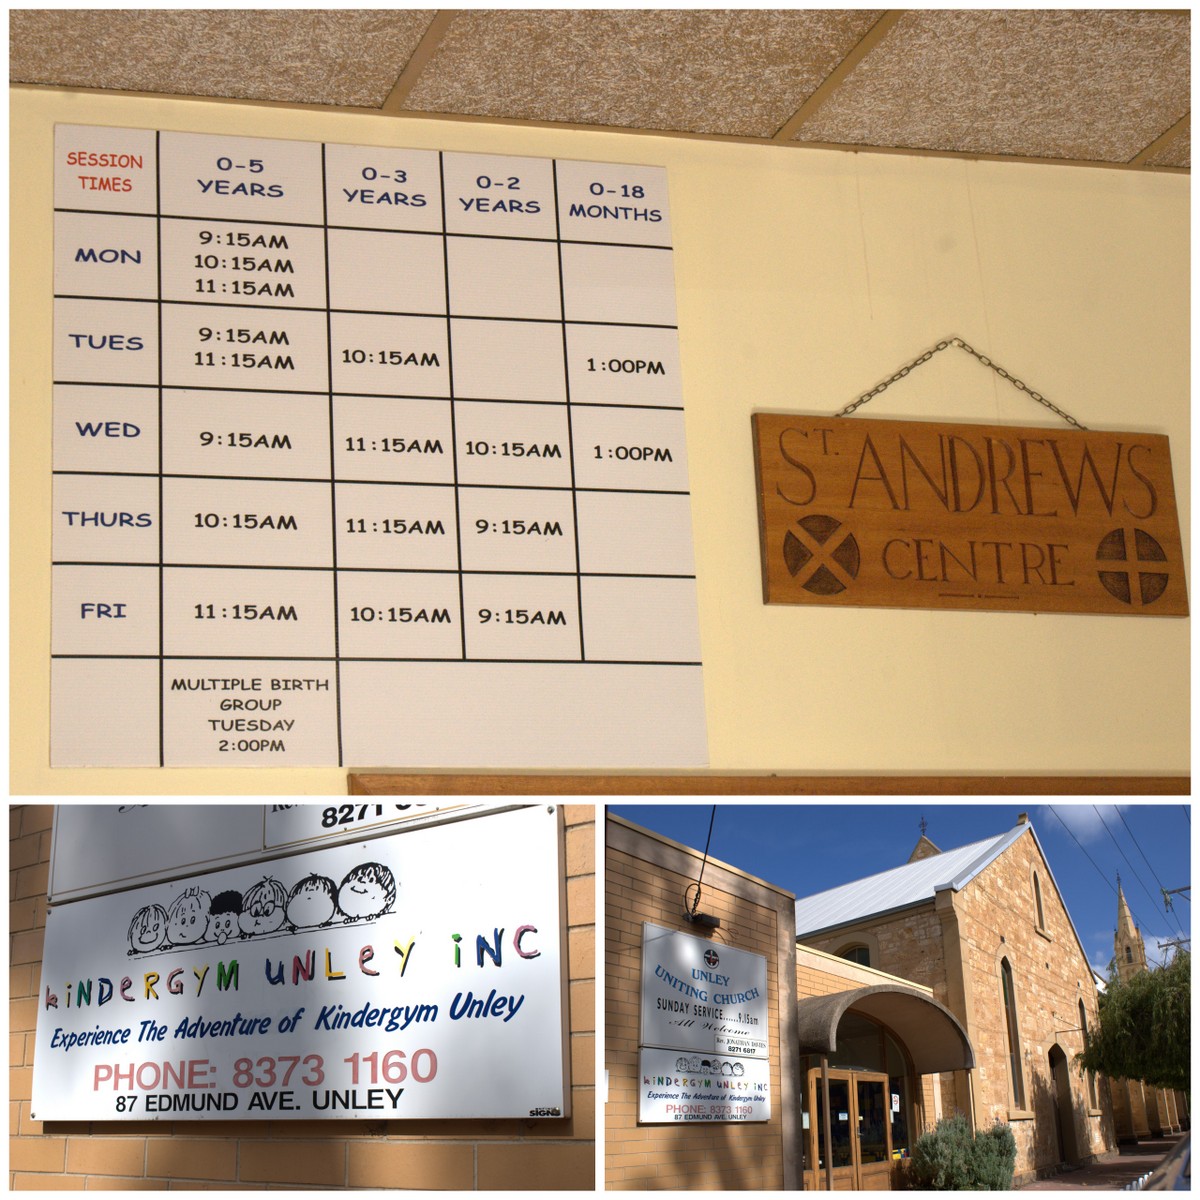 SESSION TIMES 0-5 YEARS 0-3 YEARS 0-2 YEARS 0-18 MONTHS
MON 9:15AM 10:15AM 11:15AM
TUES 9:15AM 11:15AM 10:15AM 1:00PM
WED 9:15AM 11:15AM 10:15AM 1:00PM
THURS 10:15AM 11:15AM 9:15AM
FRI 11:15AM 10:15AM 9:15AM
MULTIPLE BIRTH
GROUP
TUESDAY
2:00PM
ST. ANDREWS
CENTRE
8271
KiNDERGYM UNLeY iNC
Experience The Adventure of Kindergym Unley
PHONE: 8373 1160
87 EDMUND AVE. UNLEY
SIGNS
UNLEY
UNITING CHURCH
SUNDAY SERVICE......9.15am
All Welcome
Rev. JONATHAN DAVIES
8271 6017
KiNDERGYM UNLeY iNC
Experience The Adventure of Kindergym Unley
PHONE: 8373 1160
87 EDMUND AVE. UNLEY